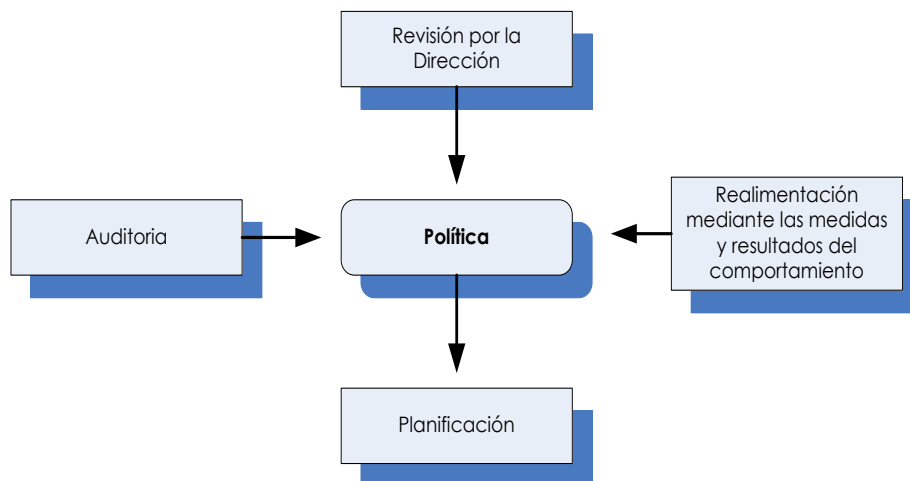 Revisión por la
Dirección
Auditoria
Política
Realimentación
mediante las medidas
y resultados del
comportamiento
Planificación